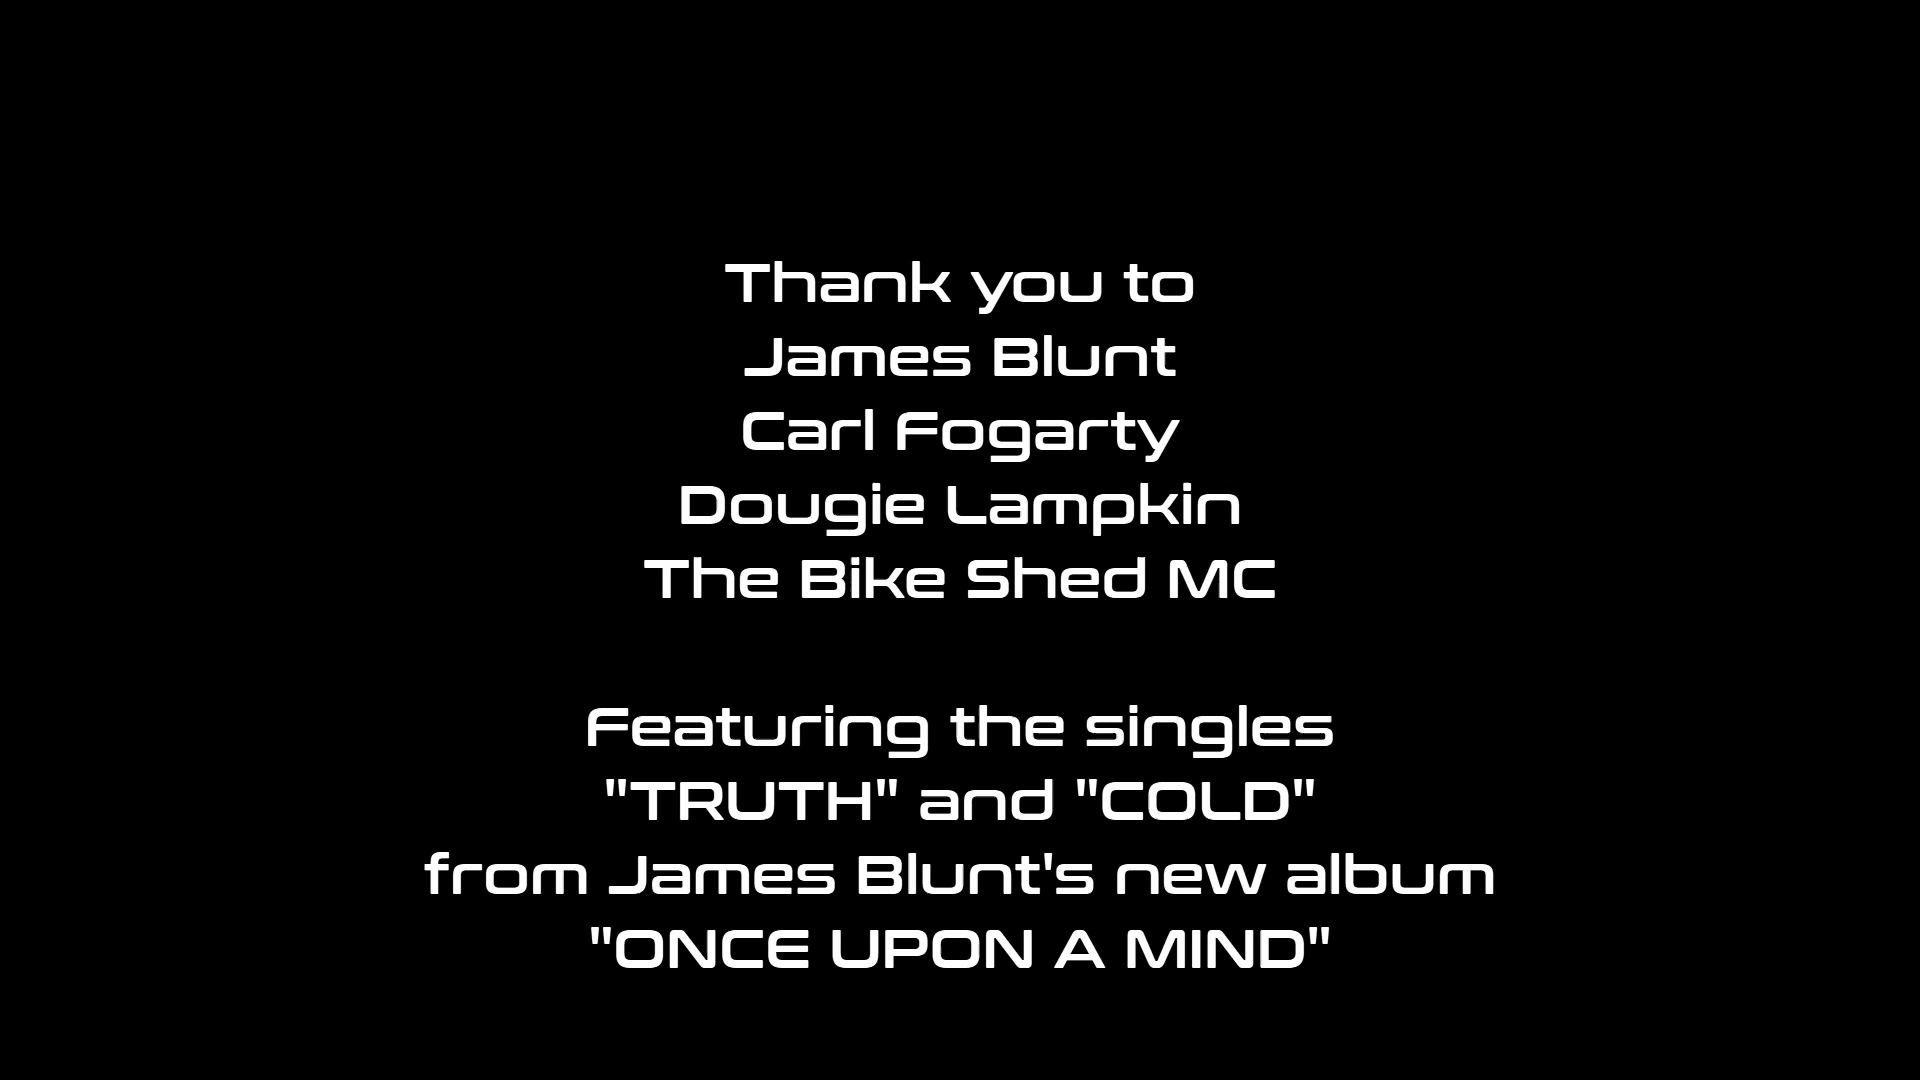 Thank you to
James Blunt
Carl Fogarty
Dougie Lampkin
The Bike Shed MC
Featuring the singles
"TRUTH" and "COLD"
from James Blunt's new album
"ONCE UPON A MIND"